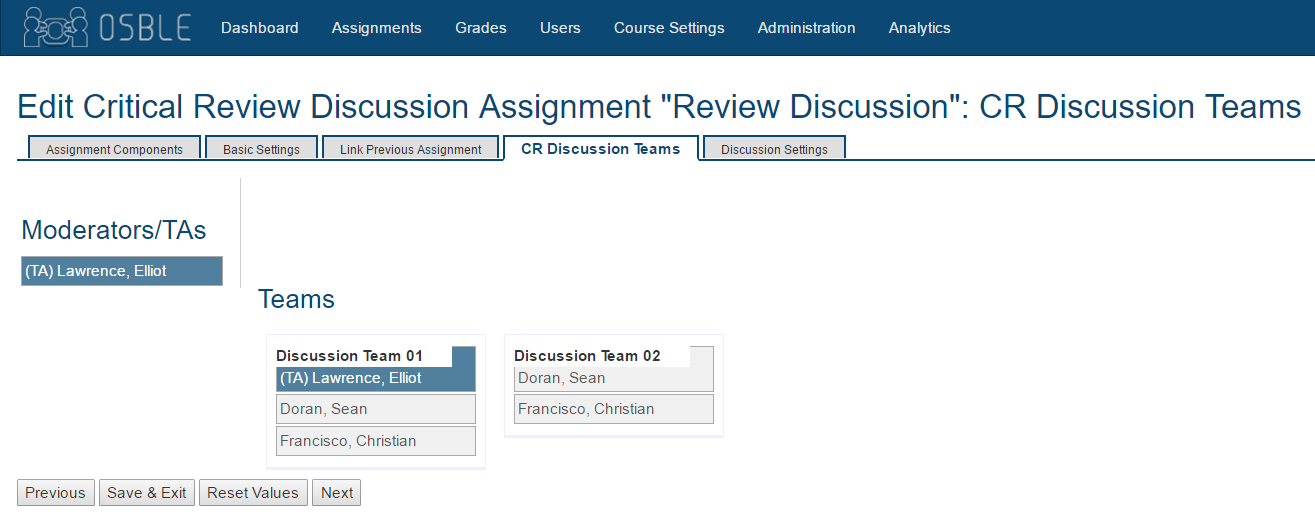 OSBLE Dashboard Assignments Grades Users Course Settings Administration Analytics
Edit Critical Review Discussion Assignment "Review Discussion": CR Discussion Teams
Assignment Components Basic Settings Link Previous Assignment CR Discussion Teams Discussion Settings
Moderators/TAs
(TA) Lawrence, Elliot
Teams
Discussion Team 01
(TA) Lawrence, Elliot
Doran, Sean
Francisco, Christian
Discussion Team 02
Doran, Sean
Francisco, Christian
Previous Save & Exit Reset Values Next